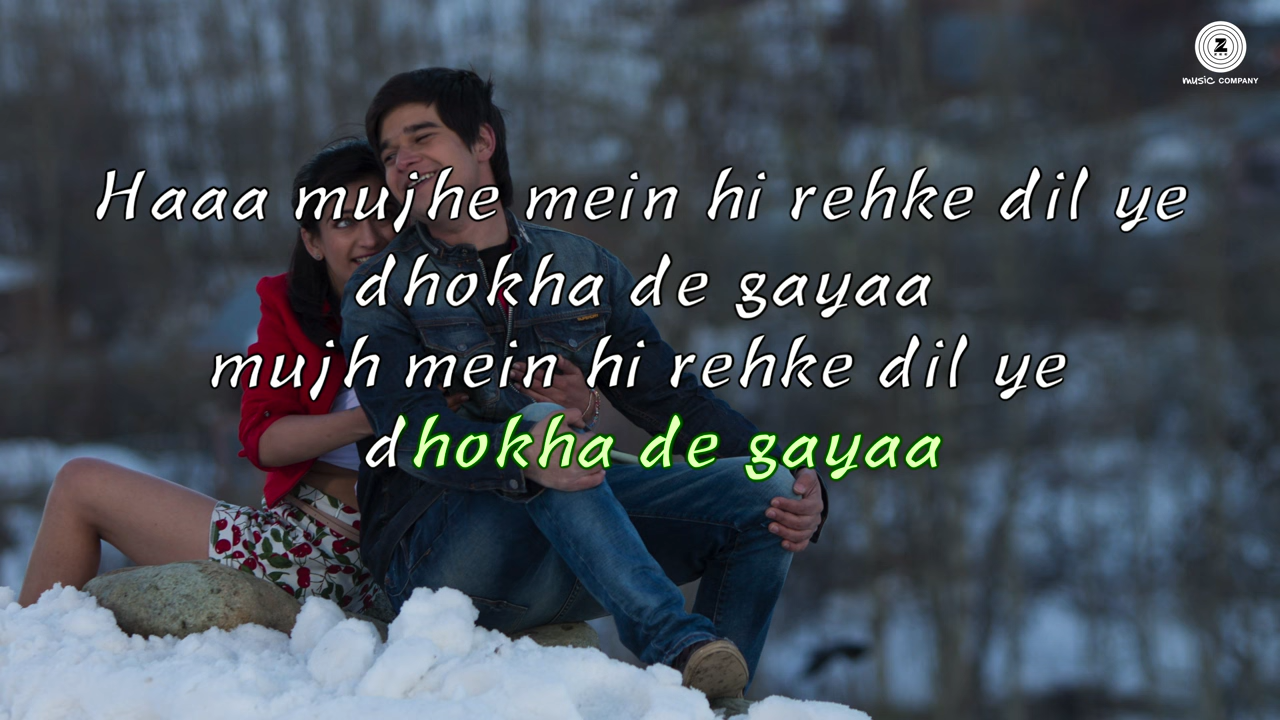 Z
music COMPANY
Haaa mujhe mein hi rehke dil ye
dhokha de gayaa
mujh mein hi rehke dil ye
dhokha de gayaa